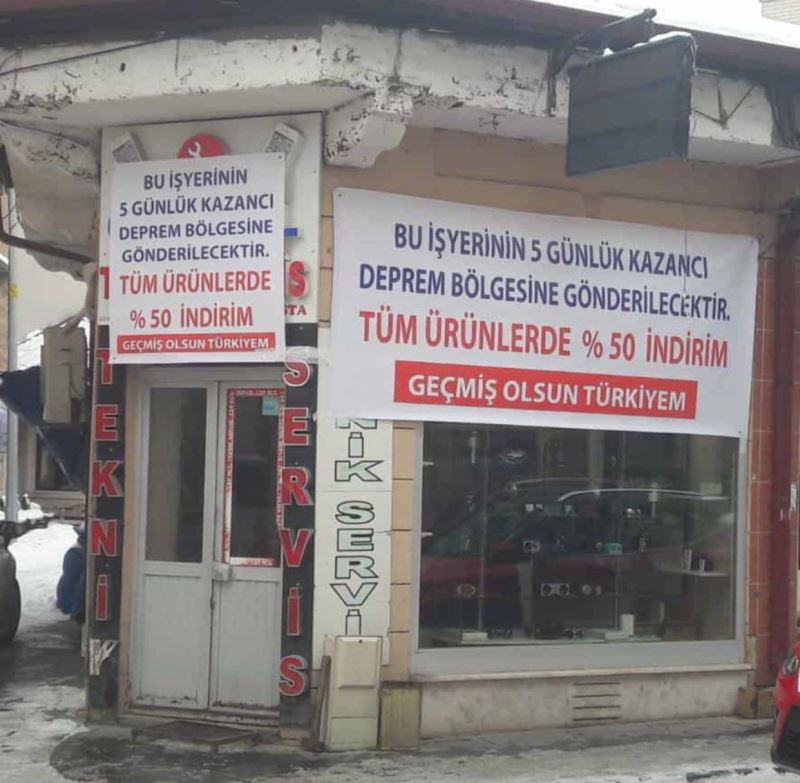 BU İŞYERİNİN
5 GÜNLÜK KAZANCI
DEPREM BÖLGESİNE
GÖNDERİLECEKTİR.
TÜM ÜRÜNLERDE
% 50 İNDİRİM
GEÇMİŞ OLSUN TÜRKİYEM
BU İŞYERİNİN 5 GÜNLÜK KAZANCI
DEPREM BÖLGESİNE GÖNDERİLECEKTİR.
TÜM ÜRÜNLERDE % 50 İNDİRİM
GEÇMİŞ OLSUN TÜRKİYEM
TEKNİK
SERVİS
NİK SERVİ